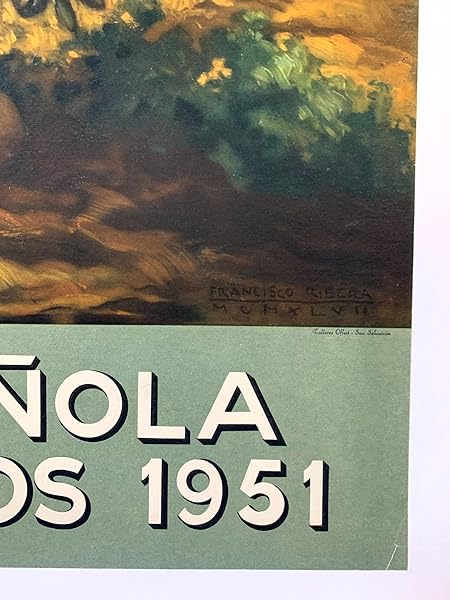 FRANCISCO RIBERA
MCMXLVII
Talleres Offset - San Sebastián
ÑOLA
OS 1951